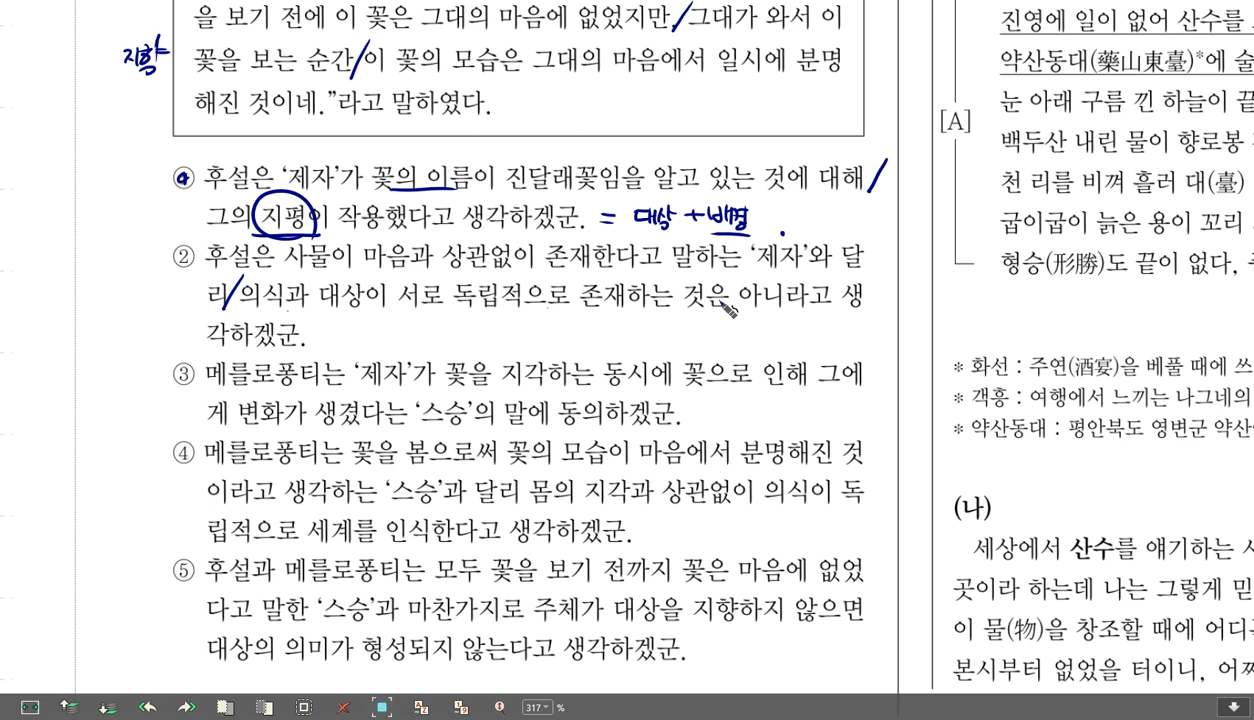 을 보기 전에 이 꽃은 그대의 마음에 없었지만, 그대가 와서 이
꽃을 보는 순간 이 꽃의 모습은 그대의 마음에서 일시에 분명
해진 것이네.”라고 말하였다.
지향
① 후설은 ‘제자’가 꽃의 이름이 진달래꽃임을 알고 있는 것에 대해
그의 지평이 작용했다고 생각하겠군. = 대상 + 배경
② 후설은 사물이 마음과 상관없이 존재한다고 말하는 ‘제자’와 달
리 의식과 대상이 서로 독립적으로 존재하는 것은 아니라고 생
각하겠군.
③ 메를로퐁티는 ‘제자’가 꽃을 지각하는 동시에 꽃으로 인해 그에
게 변화가 생겼다는 ‘스승’의 말에 동의하겠군.
④ 메를로퐁티는 꽃을 봄으로써 꽃의 모습이 마음에서 분명해진 것
이라고 생각하는 ‘스승’과 달리 몸의 지각과 상관없이 의식이 독
립적으로 세계를 인식한다고 생각하겠군.
⑤ 후설과 메를로퐁티는 모두 꽃을 보기 전까지 꽃은 마음에 없었
다고 말한 ‘스승’과 마찬가지로 주체가 대상을 지향하지 않으면
대상의 의미가 형성되지 않는다고 생각하겠군.
진영에 일이 없어 산수를
약산동대(藥山東臺)*에 술
눈 아래 구름 낀 하늘이 끝
[A]
백두산 내린 물이 향로봉
천 리를 비껴 흘러 대(臺)
굽이굽이 늙은 용이 꼬리
형승(形勝)도 끝이 없다,
* 화선 : 주연(酒宴)을 베풀 때에 쓰
* 객흥 : 여행에서 느끼는 나그네의
* 약산동대 : 평안북도 영변군 약산
(나)
세상에서 산수를 얘기하는
곳이라 하는데 나는 그렇게 믿
이 물(物)을 창조할 때에 어디
본시부터 없었을 터이니, 어
317 %